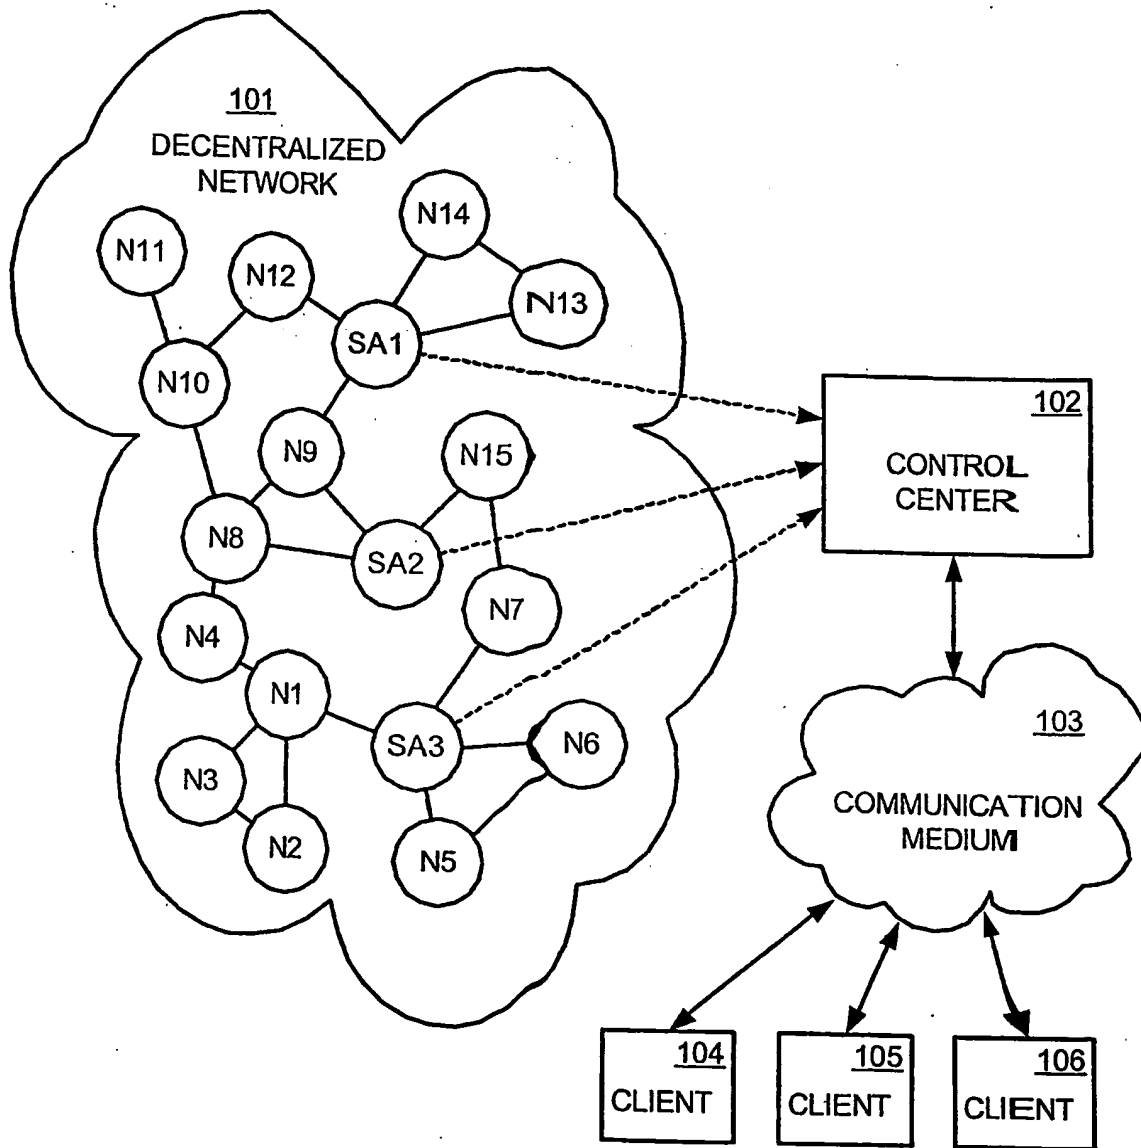 101
DECENTRALIZED
NETWORK
N14
N11
N12
N13
SA1
N10
102
CONTROL
CENTER
N9
N15
N8
SA2
N7
N4
N1
SA3
N6
N3
N2
N5
103
COMMUNICATION
MEDIUM
104
CLIENT
105
CLIENT
106
CLIENT